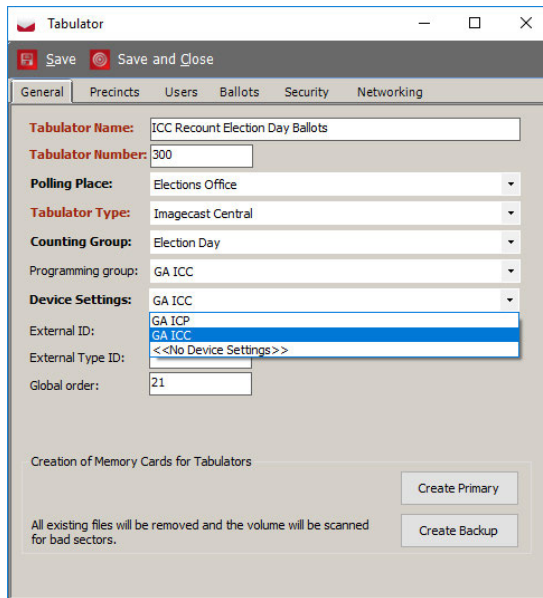 Tabulator
Save Save and Close
General Precincts Users Ballots Security Networking
Tabulator Name: ICC Recount Election Day Ballots
Tabulator Number: 300
Polling Place: Elections Office
Tabulator Type: Imagecast Central
Counting Group: Election Day
Programming group: GA ICC
Device Settings: GA ICC
GA ICP
External ID: GA ICC
<<No Device Settings>>
External Type ID:
Global order: 21
Creation of Memory Cards for Tabulators
Create Primary
All existing files will be removed and the volume will be scanned
for bad sectors.
Create Backup